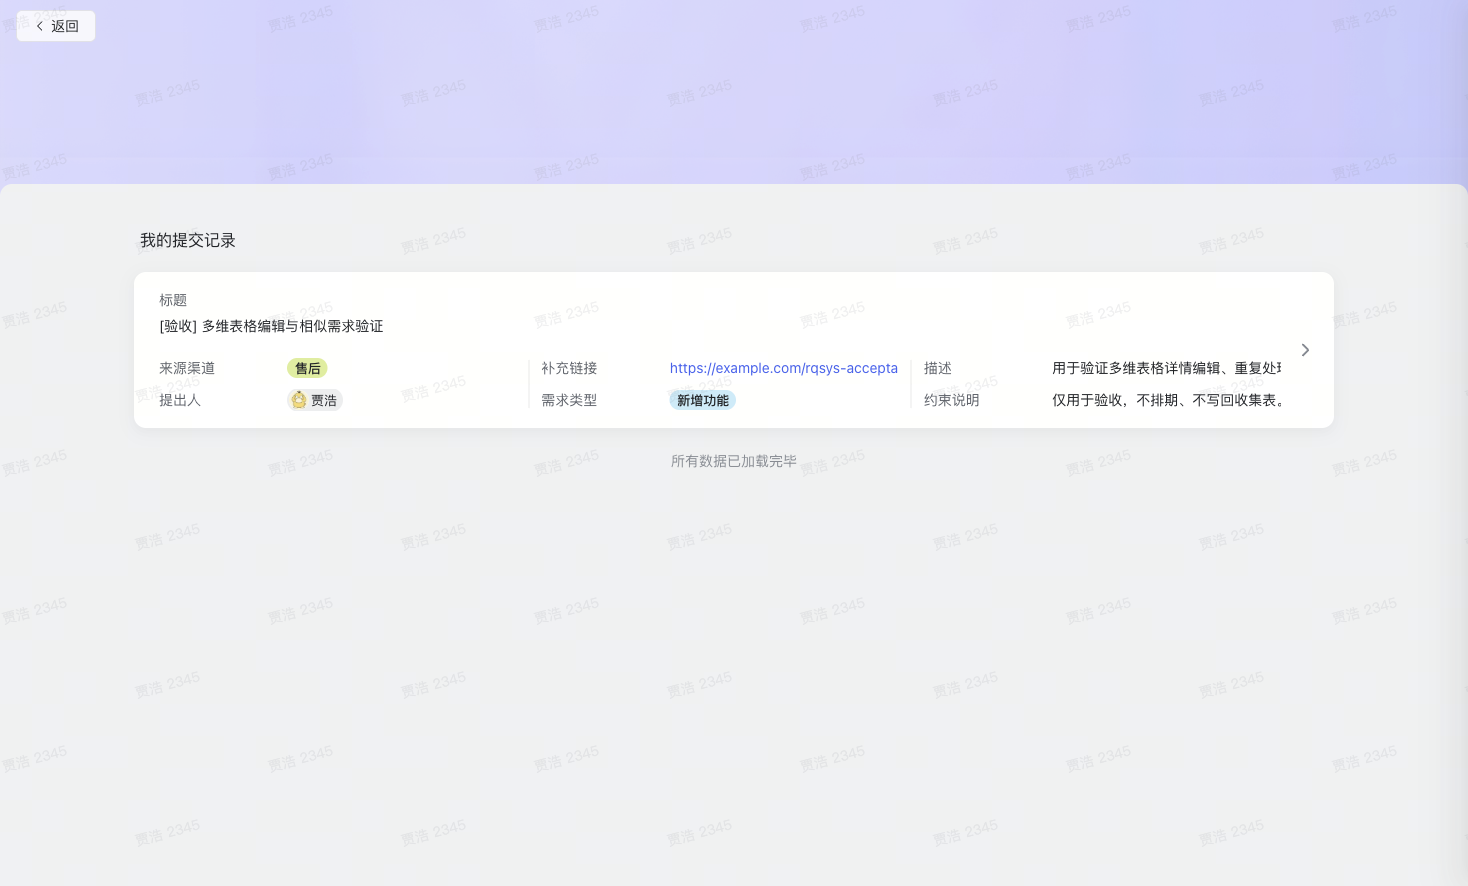 返回
我的提交记录
标题
[验收] 多维表格编辑与相似需求验证
来源渠道 售后 补充链接 https://example.com/rqsys-accepta 描述 用于验证多维表格详情编辑、重复处
提出人 贾浩 需求类型 新增功能 约束说明 仅用于验收，不排期、不写回收集表。
所有数据已加载完毕
贾浩 2345